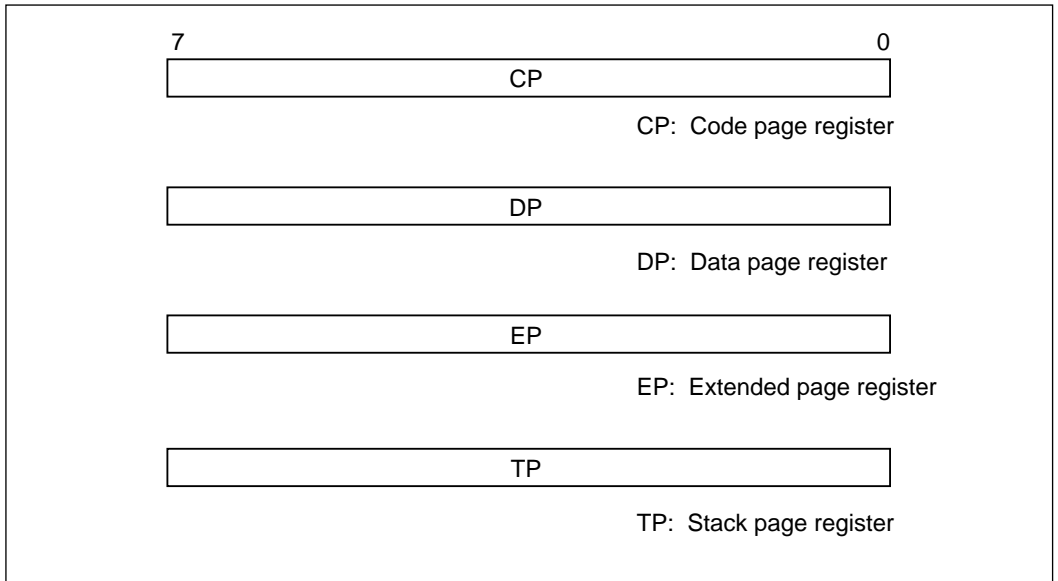 7 0
CP
CP: Code page register
DP
DP: Data page register
EP
EP: Extended page register
TP
TP: Stack page register